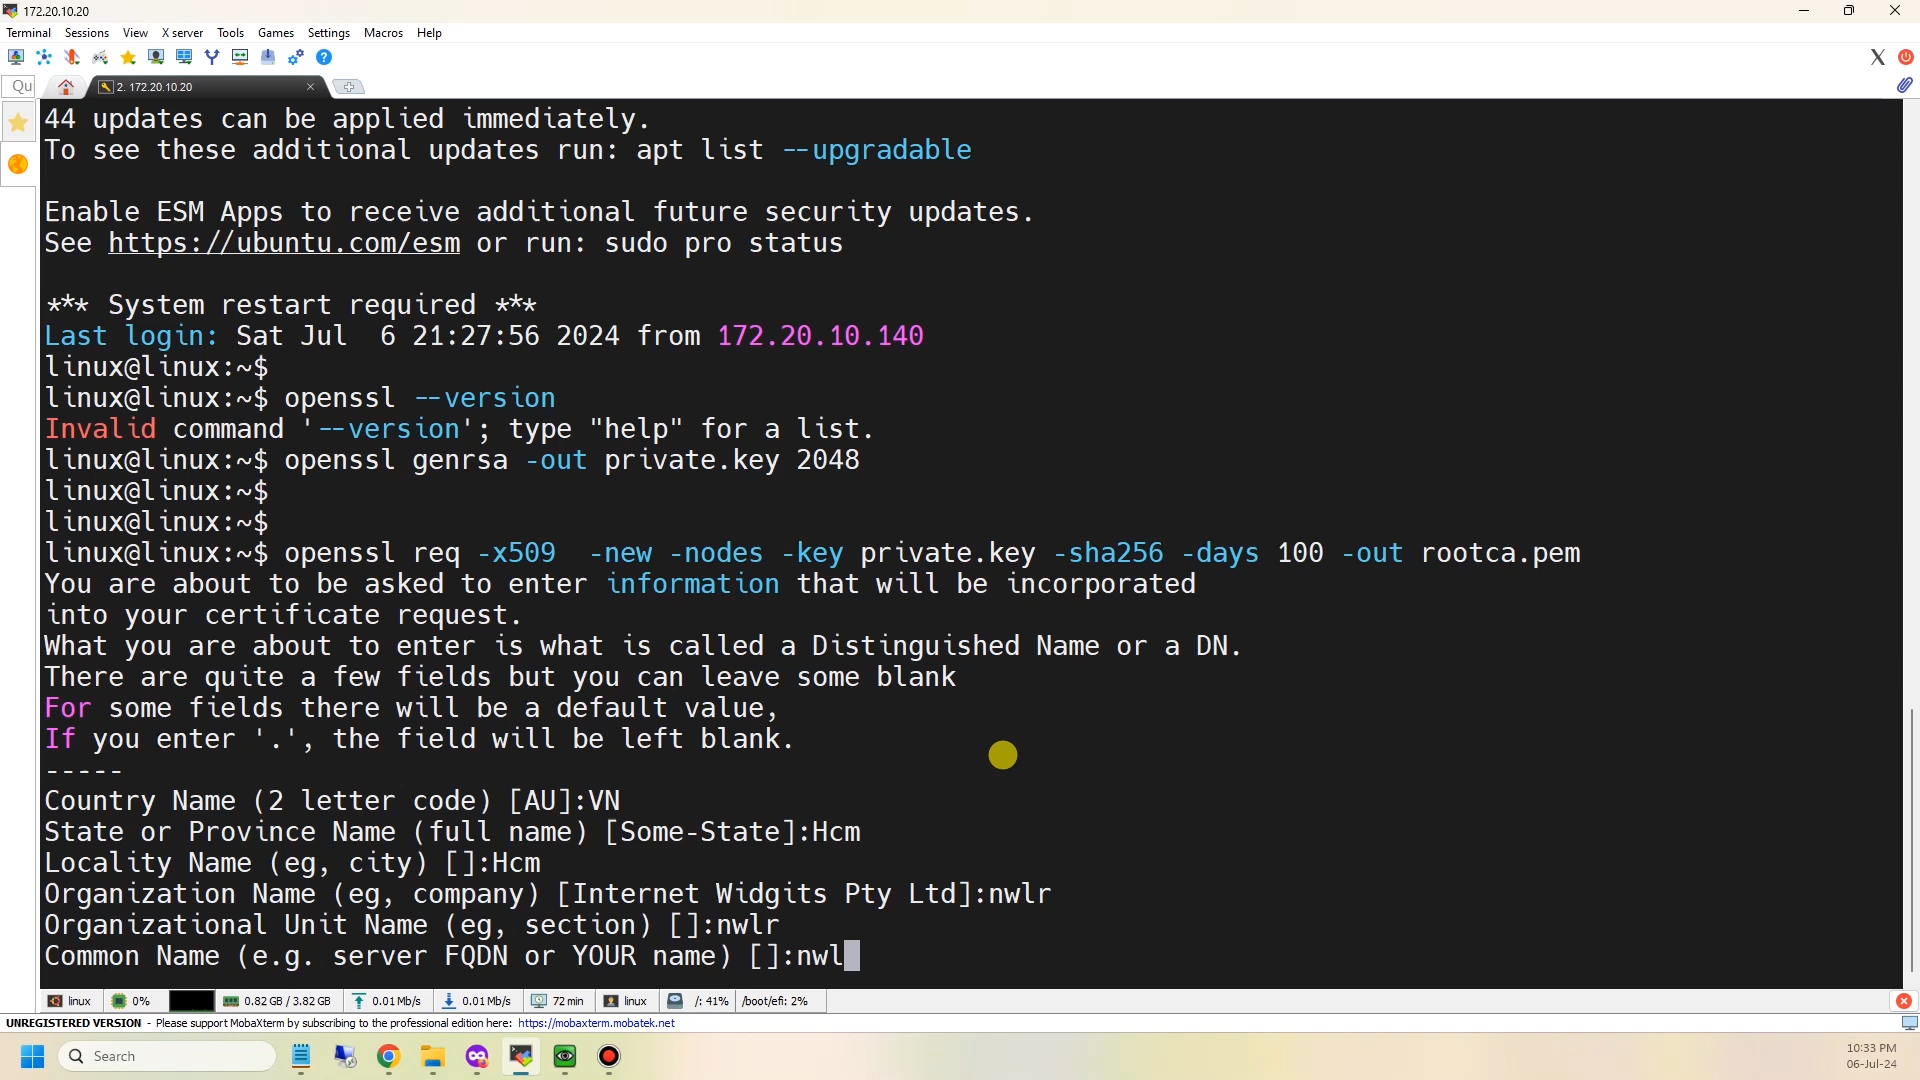 172.20.10.20
Terminal Sessions View X server Tools Games Settings Macros Help
Qu
2. 172.20.10.20
44 updates can be applied immediately.
To see these additional updates run: apt list --upgradable
Enable ESM Apps to receive additional future security updates.
See https://ubuntu.com/esm or run: sudo pro status
*** System restart required ***
Last login: Sat Jul  6 21:27:56 2024 from 172.20.10.140
linux@linux:~$
linux@linux:~$ openssl --version
Invalid command '--version'; type "help" for a list.
linux@linux:~$ openssl genrsa -out private.key 2048
linux@linux:~$
linux@linux:~$
linux@linux:~$ openssl req -x509  -new -nodes -key private.key -sha256 -days 100 -out rootca.pem
You are about to be asked to enter information that will be incorporated
into your certificate request.
What you are about to enter is what is called a Distinguished Name or a DN.
There are quite a few fields but you can leave some blank
For some fields there will be a default value,
If you enter '.', the field will be left blank.
-----
Country Name (2 letter code) [AU]:VN
State or Province Name (full name) [Some-State]:Hcm
Locality Name (eg, city) []:Hcm
Organization Name (eg, company) [Internet Widgits Pty Ltd]:nwlr
Organizational Unit Name (eg, section) []:nwlr
Common Name (e.g. server FQDN or YOUR name) []:nwl
linux 0% 0.82 GB / 3.82 GB 0.01 Mb/s 0.01 Mb/s 72 min linux /: 41% /boot/efi: 2%
UNREGISTERED VERSION - Please support MobaXterm by subscribing to the professional edition here: https://mobaxterm.mobatek.net
Search
10:33 PM
06-Jul-24